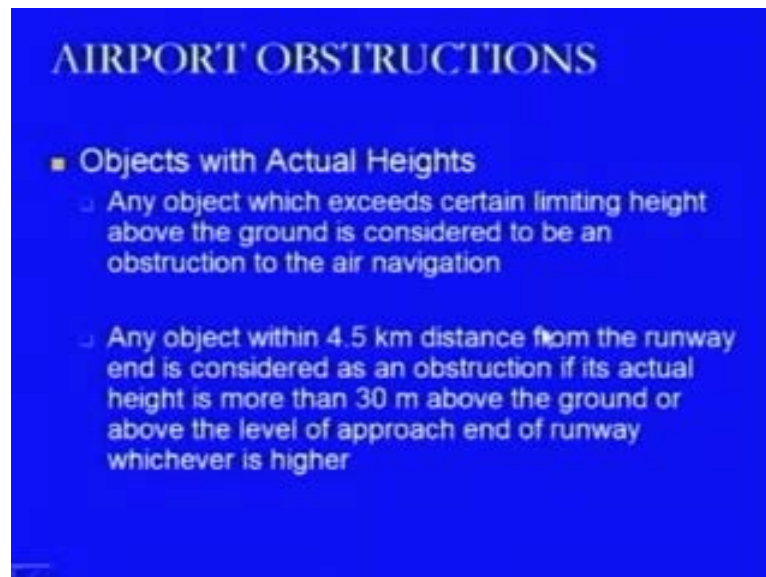 AIRPORT OBSTRUCTIONS
Objects with Actual Heights
Any object which exceeds certain limiting height
above the ground is considered to be an
obstruction to the air navigation
Any object within 4.5 km distance from the runway
end is considered as an obstruction if its actual
height is more than 30 m above the ground or
above the level of approach end of runway
whichever is higher